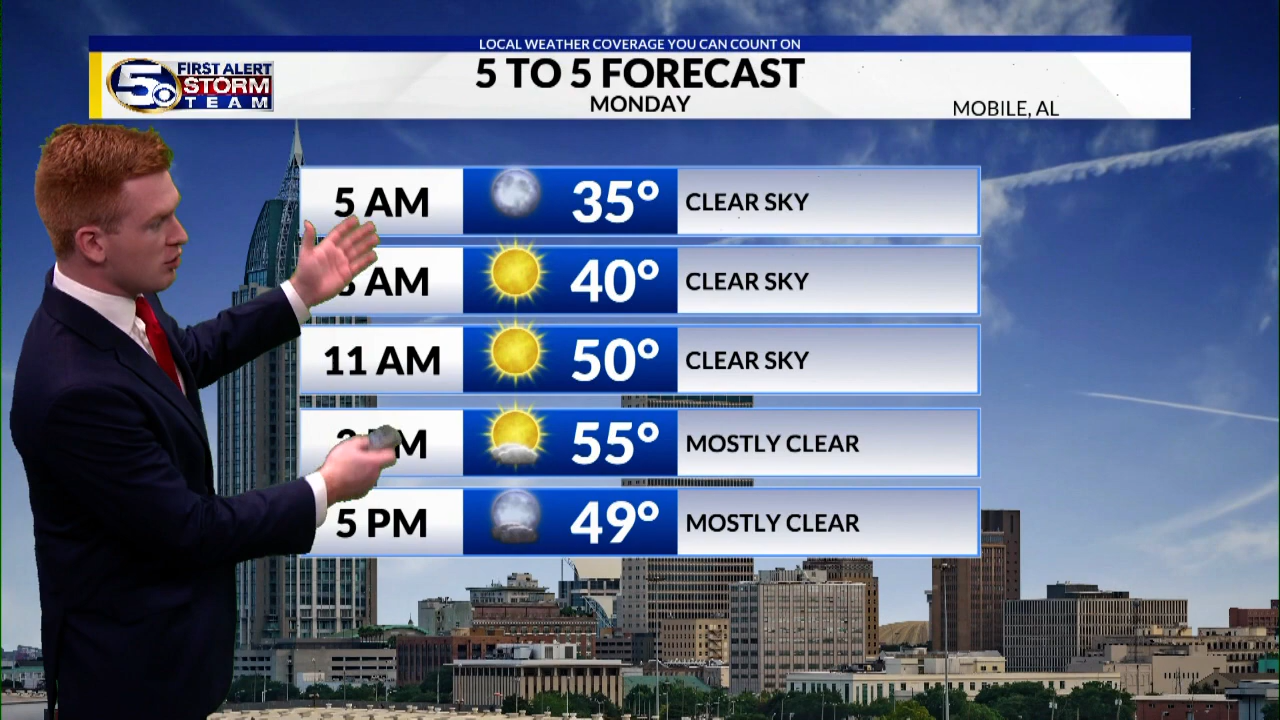 LOCAL WEATHER COVERAGE YOU CAN COUNT ON
5 FIRST ALERT
STORM
TEAM
5 TO 5 FORECAST
MONDAY
MOBILE, AL
5 AM 35° CLEAR SKY
AM 40° CLEAR SKY
11 AM 50° CLEAR SKY
55° MOSTLY CLEAR
5 PM 49° MOSTLY CLEAR